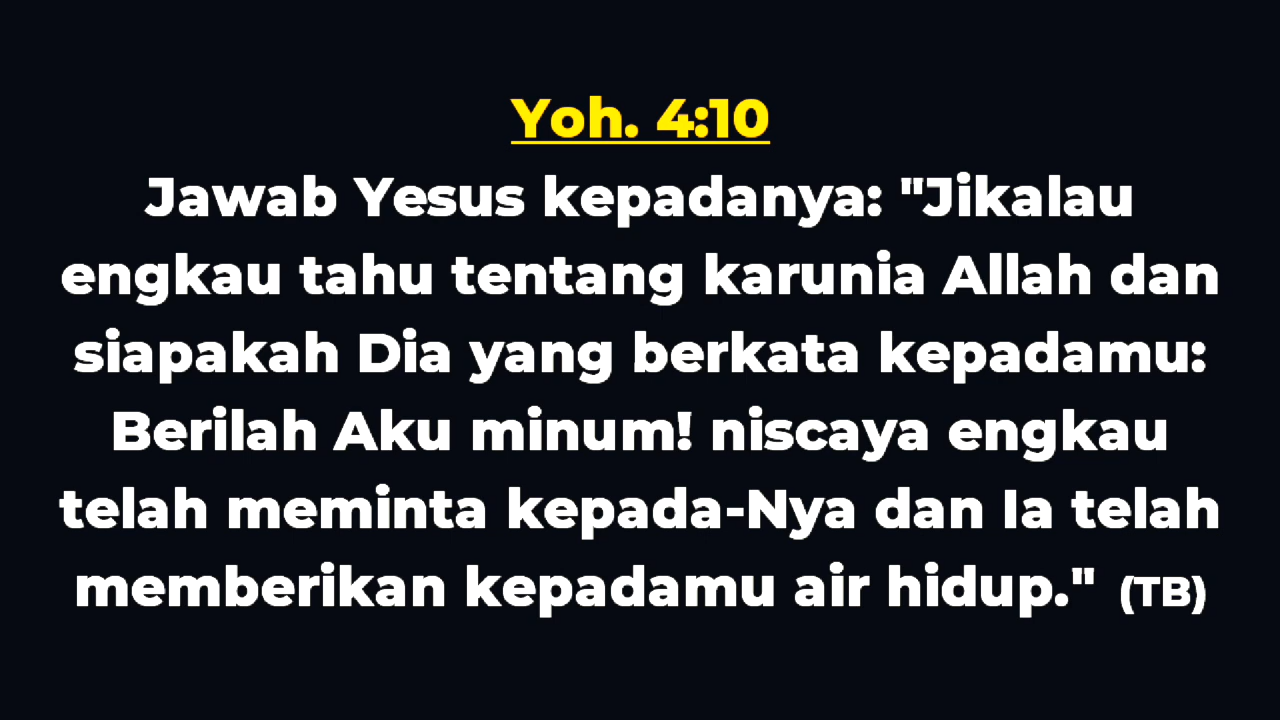 Yoh. 4:10
Jawab Yesus kepadanya: "Jikalau
engkau tahu tentang karunia Allah dan
siapakah Dia yang berkata kepadamu:
Berilah Aku minum! niscaya engkau
telah meminta kepada-Nya dan Ia telah
memberikan kepadamu air hidup." (TB)